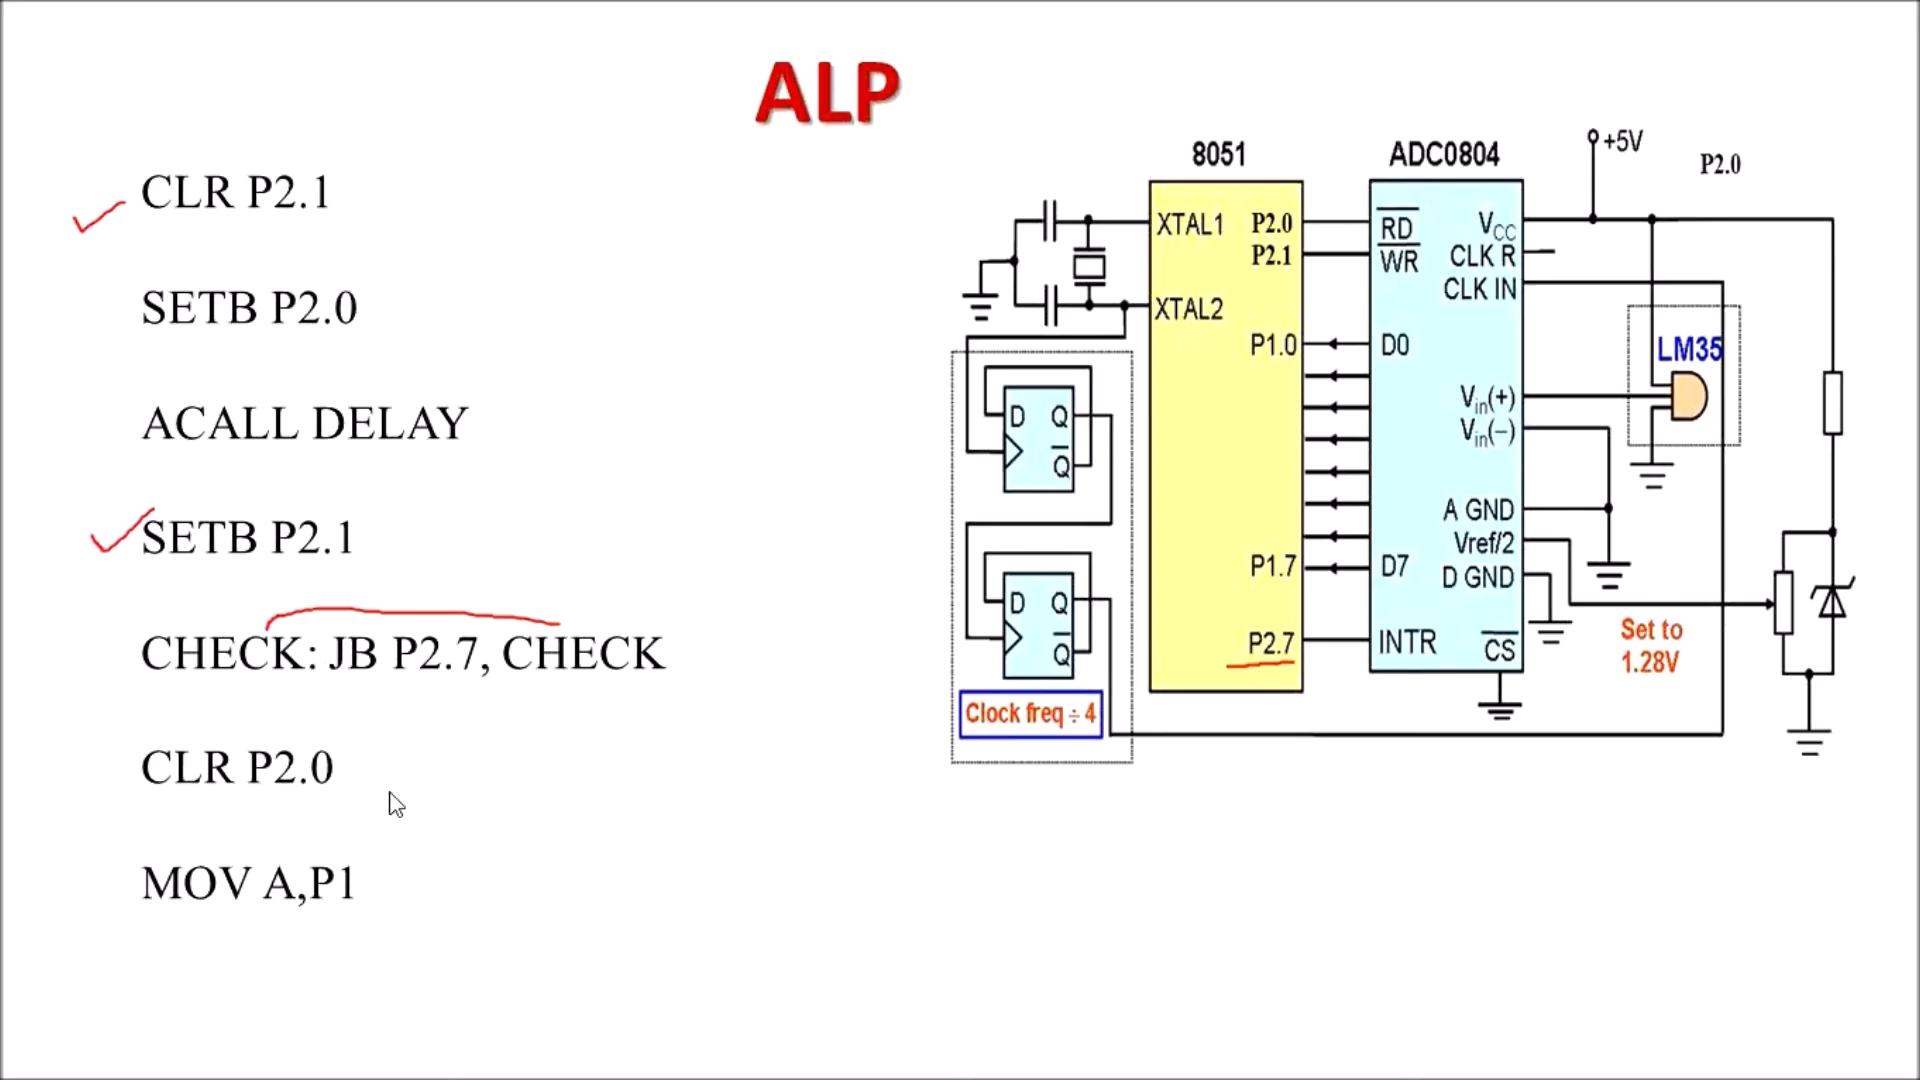 ALP
CLR P2.1
SETB P2.0
ACALL DELAY
SETB P2.1
CHECK: JB P2.7, CHECK
CLR P2.0
MOV A,P1
8051
ADC0804
+5V
P2.0
XTAL1
P2.0
RD
VCC
P2.1
WR
CLK R
CLK IN
XTAL2
P1.0
D0
LM35
D Q
Q
Vin(+)
Vin(–)
A GND
Vref/2
P1.7
D7
D GND
D Q
Q
P2.7
INTR
CS
Set to
1.28V
Clock freq ÷ 4